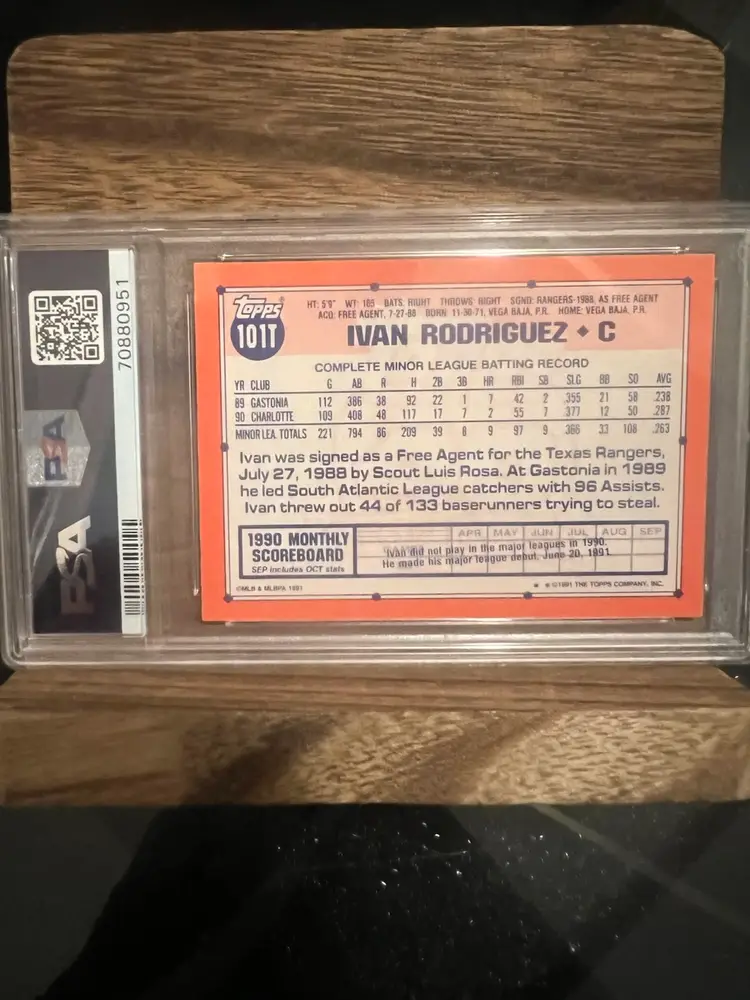 70880951
PSA
PSA
Topps
101T
HT: 5'9" WT: 185 BATS: RIGHT THROWS: RIGHT SGND: RANGERS-1988, AS FREE AGENT
ACQ: FREE AGENT, 7-27-88 BORN: 11-30-71, VEGA BAJA, P.R. HOME: VEGA BAJA, P.R.
IVAN RODRIGUEZ ♦ C
COMPLETE MINOR LEAGUE BATTING RECORD
YR CLUB G AB R H 2B 3B HR RBI SB SLG BB SO AVG
89 GASTONIA 112 386 38 92 22 1 7 42 2 .355 21 58 .238
90 CHARLOTTE 109 408 48 117 17 7 2 55 7 .377 12 50 .287
MINOR LEA. TOTALS 221 794 86 209 39 8 9 97 9 .366 33 108 .263
Ivan was signed as a Free Agent for the Texas Rangers,
July 27, 1988 by Scout Luis Rosa. At Gastonia in 1989
he led South Atlantic League catchers with 96 Assists.
Ivan threw out 44 of 133 baserunners trying to steal.
1990 MONTHLY
SCOREBOARD
SEP includes OCT stats
APR MAY JUN JUL AUG SEP
Ivan did not play in the major leagues in 1990.
He made his major league debut, June 20, 1991.
©MLB & MLBPA 1991
* * ©1991 THE TOPPS COMPANY, INC.